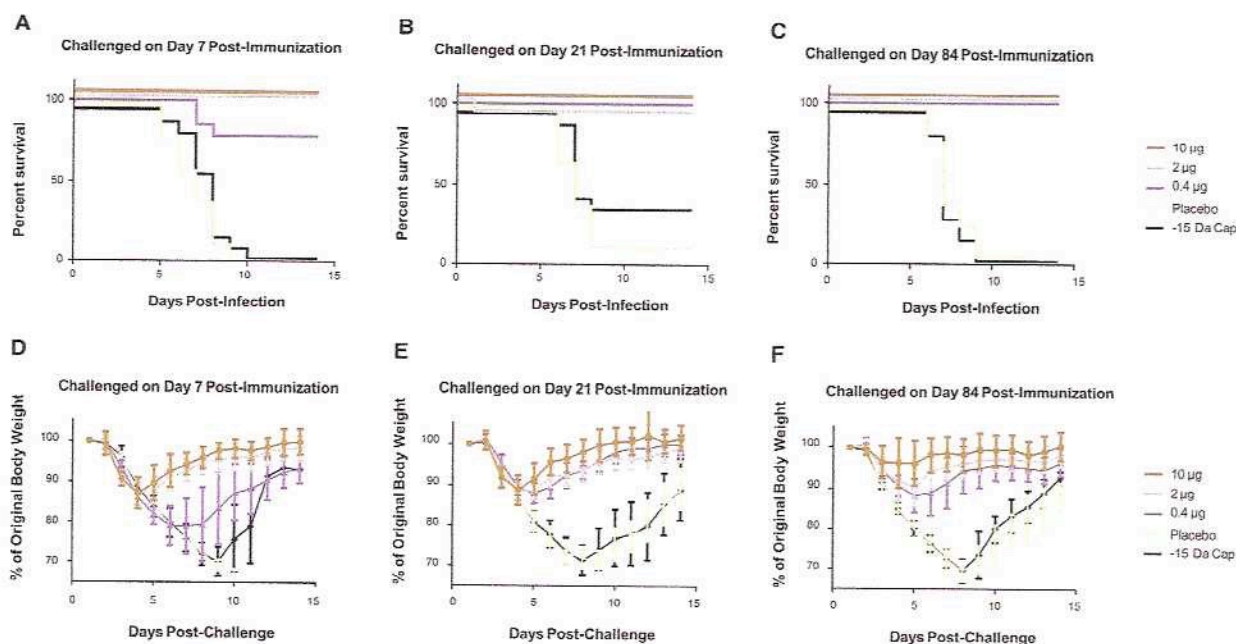 A
B
C
Challenged on Day 7 Post-Immunization
Challenged on Day 21 Post-Immunization
Challenged on Day 84 Post-Immunization
Percent survival
100
50
0
0
5
10
15
Days Post-Infection
Percent survival
100
50
0
0
5
10
15
Days Post-Infection
Percent survival
100
50
0
0
5
10
15
Days Post-Infection
10 µg
2 µg
0.4 µg
Placebo
-15 Da Cap
D
E
F
Challenged on Day 7 Post-Immunization
Challenged on Day 21 Post-Immunization
Challenged on Day 84 Post-Immunization
% of Original Body Weight
100
90
80
70
0
5
10
15
Days Post-Challenge
% of Original Body Weight
100
90
80
70
0
5
10
15
Days Post-Challenge
% of Original Body Weight
100
90
80
70
0
5
10
15
Days Post-Challenge
10 µg
2 µg
0.4 µg
Placebo
-15 Da Cap